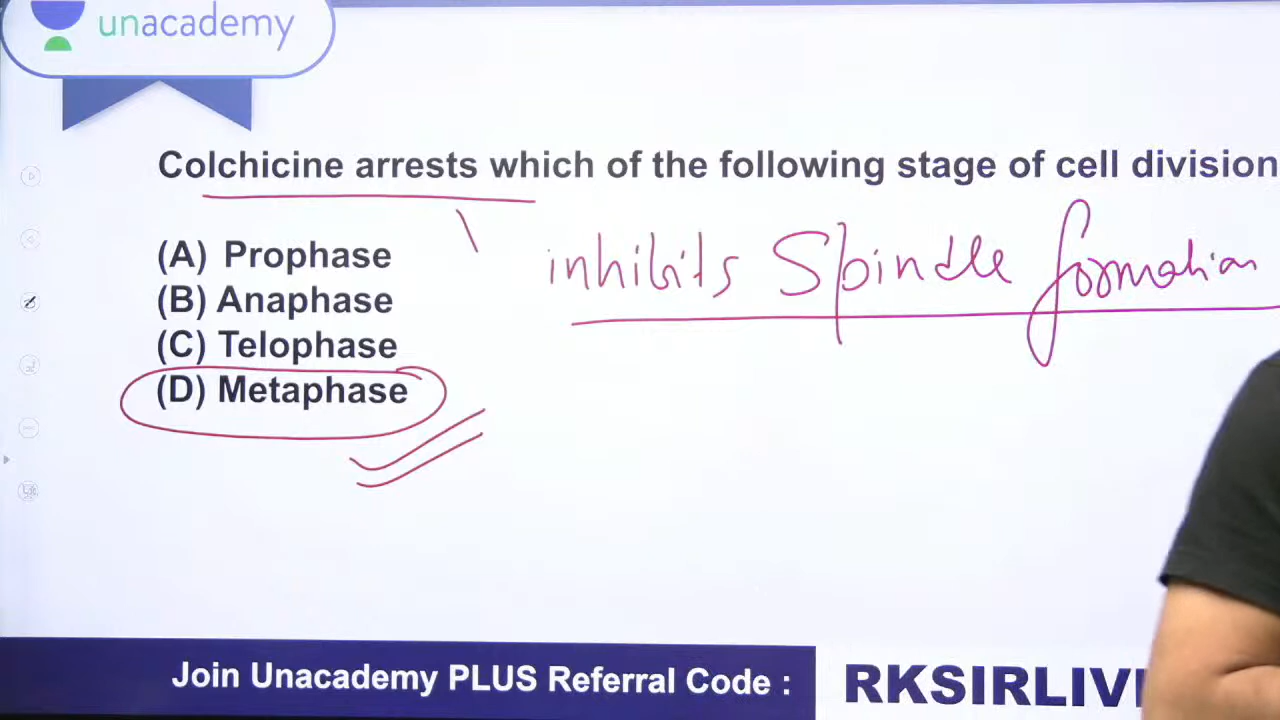 unacademy
Colchicine arrests which of the following stage of cell division
inhibits Spindle formation
(A) Prophase
(B) Anaphase
(C) Telophase
(D) Metaphase
Join Unacademy PLUS Referral Code :
RKSIRLIV